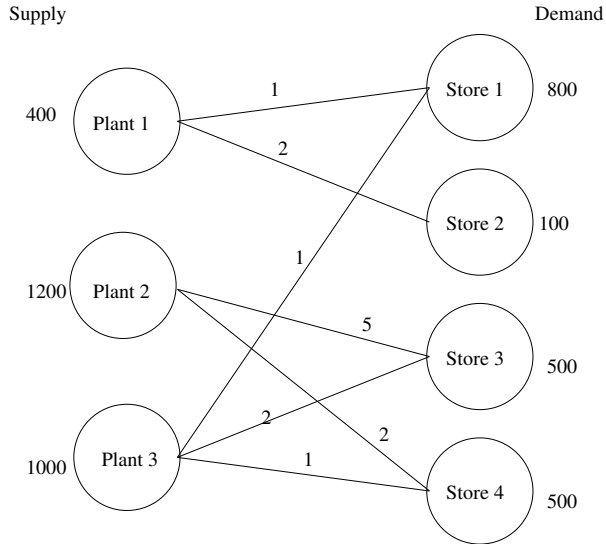 Supply
Demand
400
Plant 1
1
Store 1
800
2
Store 2
100
1200
Plant 2
1
5
Store 3
500
1000
Plant 3
2
2
1
Store 4
500